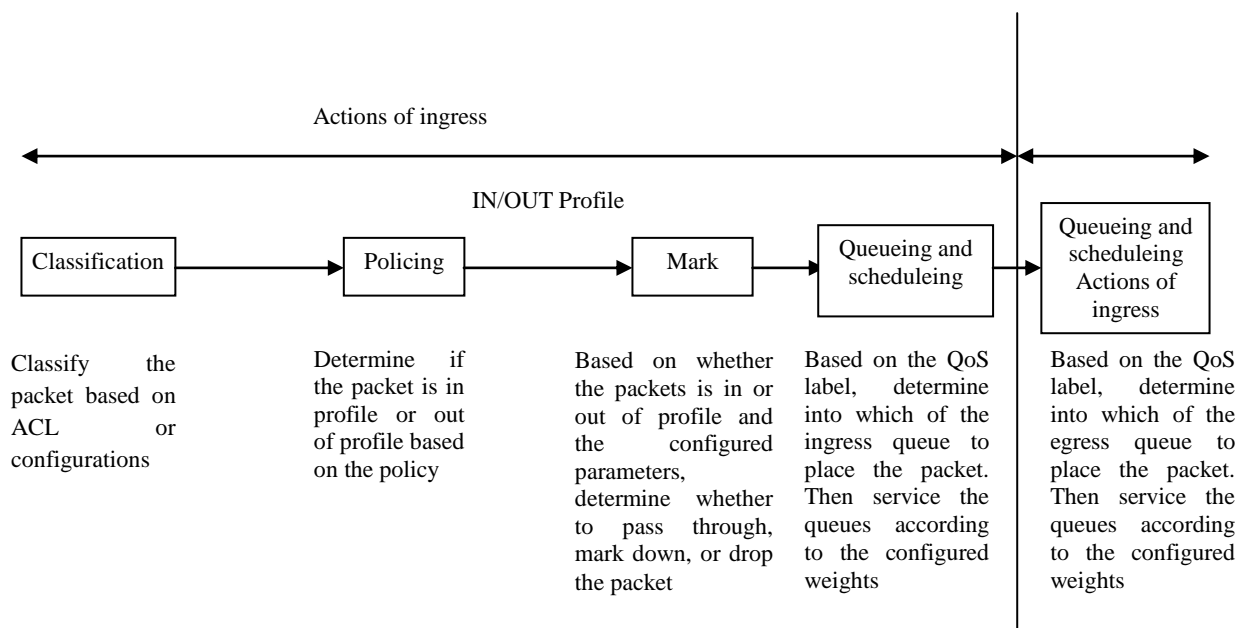 Actions of ingress
IN/OUT Profile
Classification
Policing
Mark
Queueing and
scheduleing
Queueing and
scheduleing
Actions of
ingress
Classify the
packet based on
ACL or
configurations
Determine if
the packet is in
profile or out
of profile based
on the policy
Based on whether
the packets is in or
out of profile and
the configured
parameters,
determine whether
to pass through,
mark down, or drop
the packet
Based on the QoS
label, determine
into which of the
ingress queue to
place the packet.
Then service the
queues according
to the configured
weights
Based on the QoS
label, determine
into which of the
egress queue to
place the packet.
Then service the
queues according
to the configured
weights